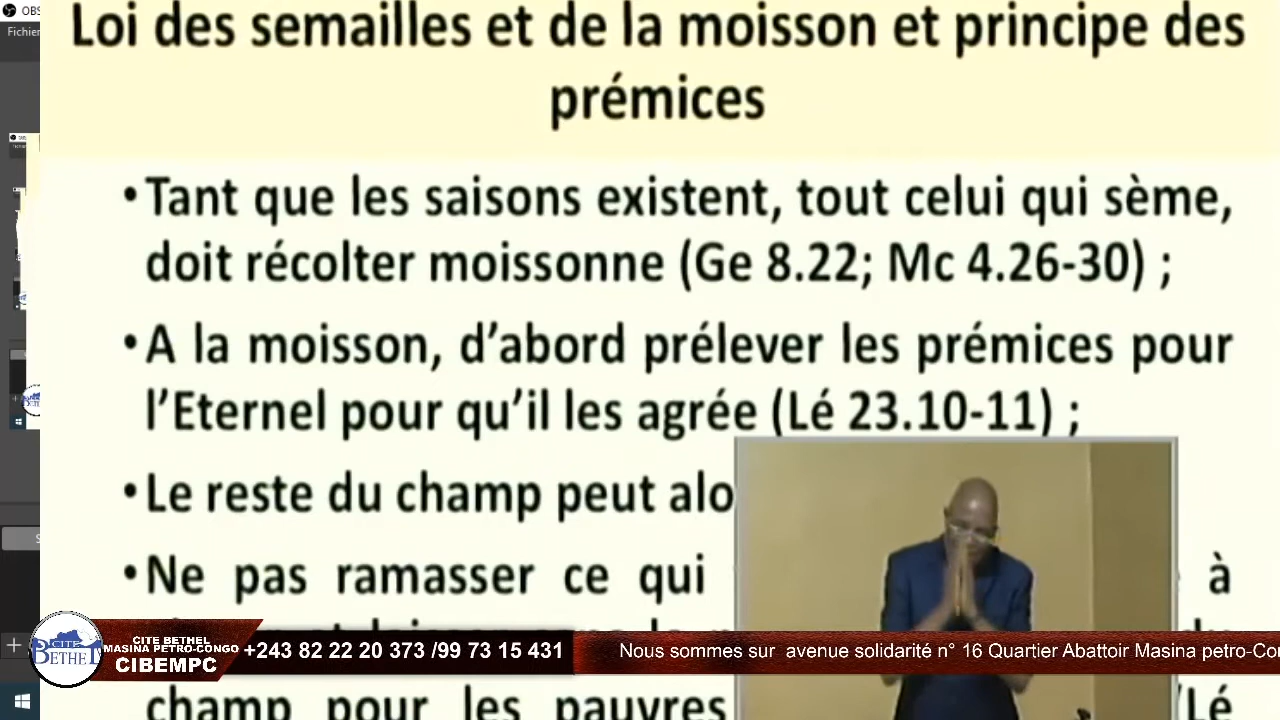 OBS
Fichier
Loi des semailles et de la moisson et principe des
prémices
•Tant que les saisons existent, tout celui qui sème,
doit récolter moissonne (Ge 8.22; Mc 4.26-30) ;
•A la moisson, d’abord prélever les prémices pour
l’Eternel pour qu’il les agrée (Lé 23.10-11) ;
•Le reste du champ peut alo
•Ne pas ramasser ce qui à
champ pour les pauvres (Lé
CITE
BETHEL
CITE BETHEL
MASINA PETRO-CONGO
CIBEMPC
+243 82 22 20 373 /99 73 15 431
Nous sommes sur avenue solidarité n° 16 Quartier Abattoir Masina petro-Co